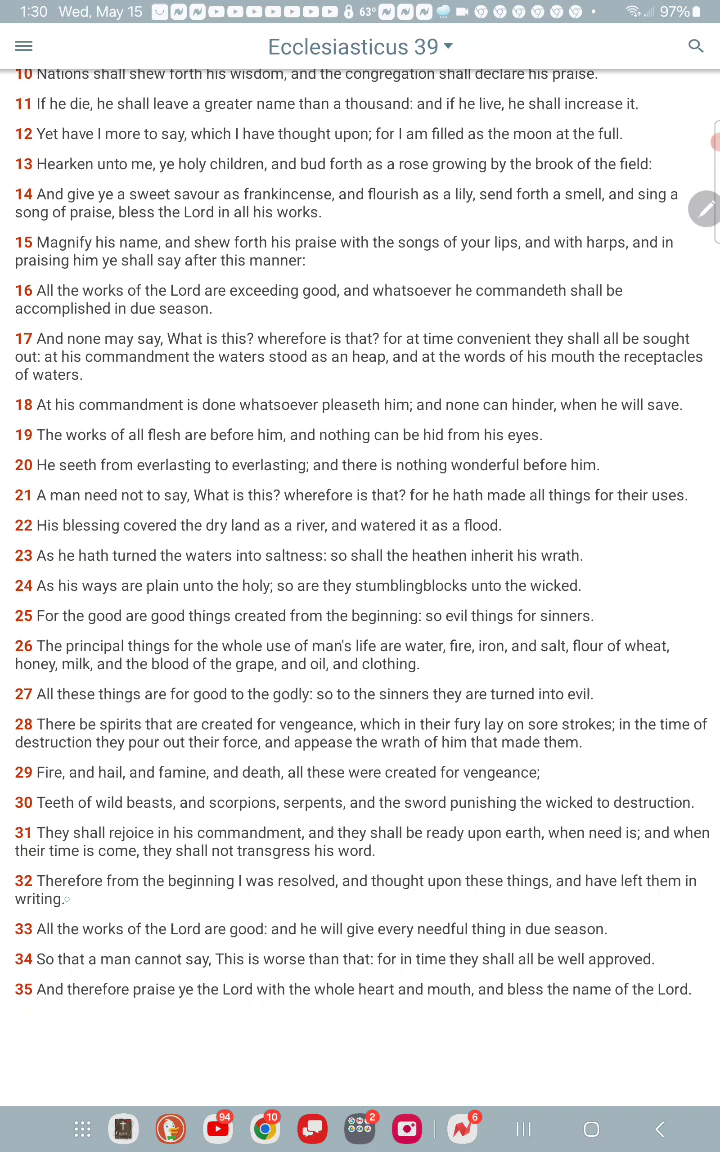 1:30 Wed, May 15 63° 97%
Ecclesiasticus 39
10 Nations shall shew forth his wisdom, and the congregation shall declare his praise.
11 If he die, he shall leave a greater name than a thousand: and if he live, he shall increase it.
12 Yet have I more to say, which I have thought upon; for I am filled as the moon at the full.
13 Hearken unto me, ye holy children, and bud forth as a rose growing by the brook of the field:
14 And give ye a sweet savour as frankincense, and flourish as a lily, send forth a smell, and sing a
song of praise, bless the Lord in all his works.
15 Magnify his name, and shew forth his praise with the songs of your lips, and with harps, and in
praising him ye shall say after this manner:
16 All the works of the Lord are exceeding good, and whatsoever he commandeth shall be
accomplished in due season.
17 And none may say, What is this? wherefore is that? for at time convenient they shall all be sought
out: at his commandment the waters stood as an heap, and at the words of his mouth the receptacles
of waters.
18 At his commandment is done whatsoever pleaseth him; and none can hinder, when he will save.
19 The works of all flesh are before him, and nothing can be hid from his eyes.
20 He seeth from everlasting to everlasting; and there is nothing wonderful before him.
21 A man need not to say, What is this? wherefore is that? for he hath made all things for their uses.
22 His blessing covered the dry land as a river, and watered it as a flood.
23 As he hath turned the waters into saltness: so shall the heathen inherit his wrath.
24 As his ways are plain unto the holy; so are they stumblingblocks unto the wicked.
25 For the good are good things created from the beginning: so evil things for sinners.
26 The principal things for the whole use of man's life are water, fire, iron, and salt, flour of wheat,
honey, milk, and the blood of the grape, and oil, and clothing.
27 All these things are for good to the godly: so to the sinners they are turned into evil.
28 There be spirits that are created for vengeance, which in their fury lay on sore strokes; in the time of
destruction they pour out their force, and appease the wrath of him that made them.
29 Fire, and hail, and famine, and death, all these were created for vengeance;
30 Teeth of wild beasts, and scorpions, serpents, and the sword punishing the wicked to destruction.
31 They shall rejoice in his commandment, and they shall be ready upon earth, when need is; and when
their time is come, they shall not transgress his word.
32 Therefore from the beginning I was resolved, and thought upon these things, and have left them in
writing.
33 All the works of the Lord are good: and he will give every needful thing in due season.
34 So that a man cannot say, This is worse than that: for in time they shall all be well approved.
35 And therefore praise ye the Lord with the whole heart and mouth, and bless the name of the Lord.
94 10 2 6